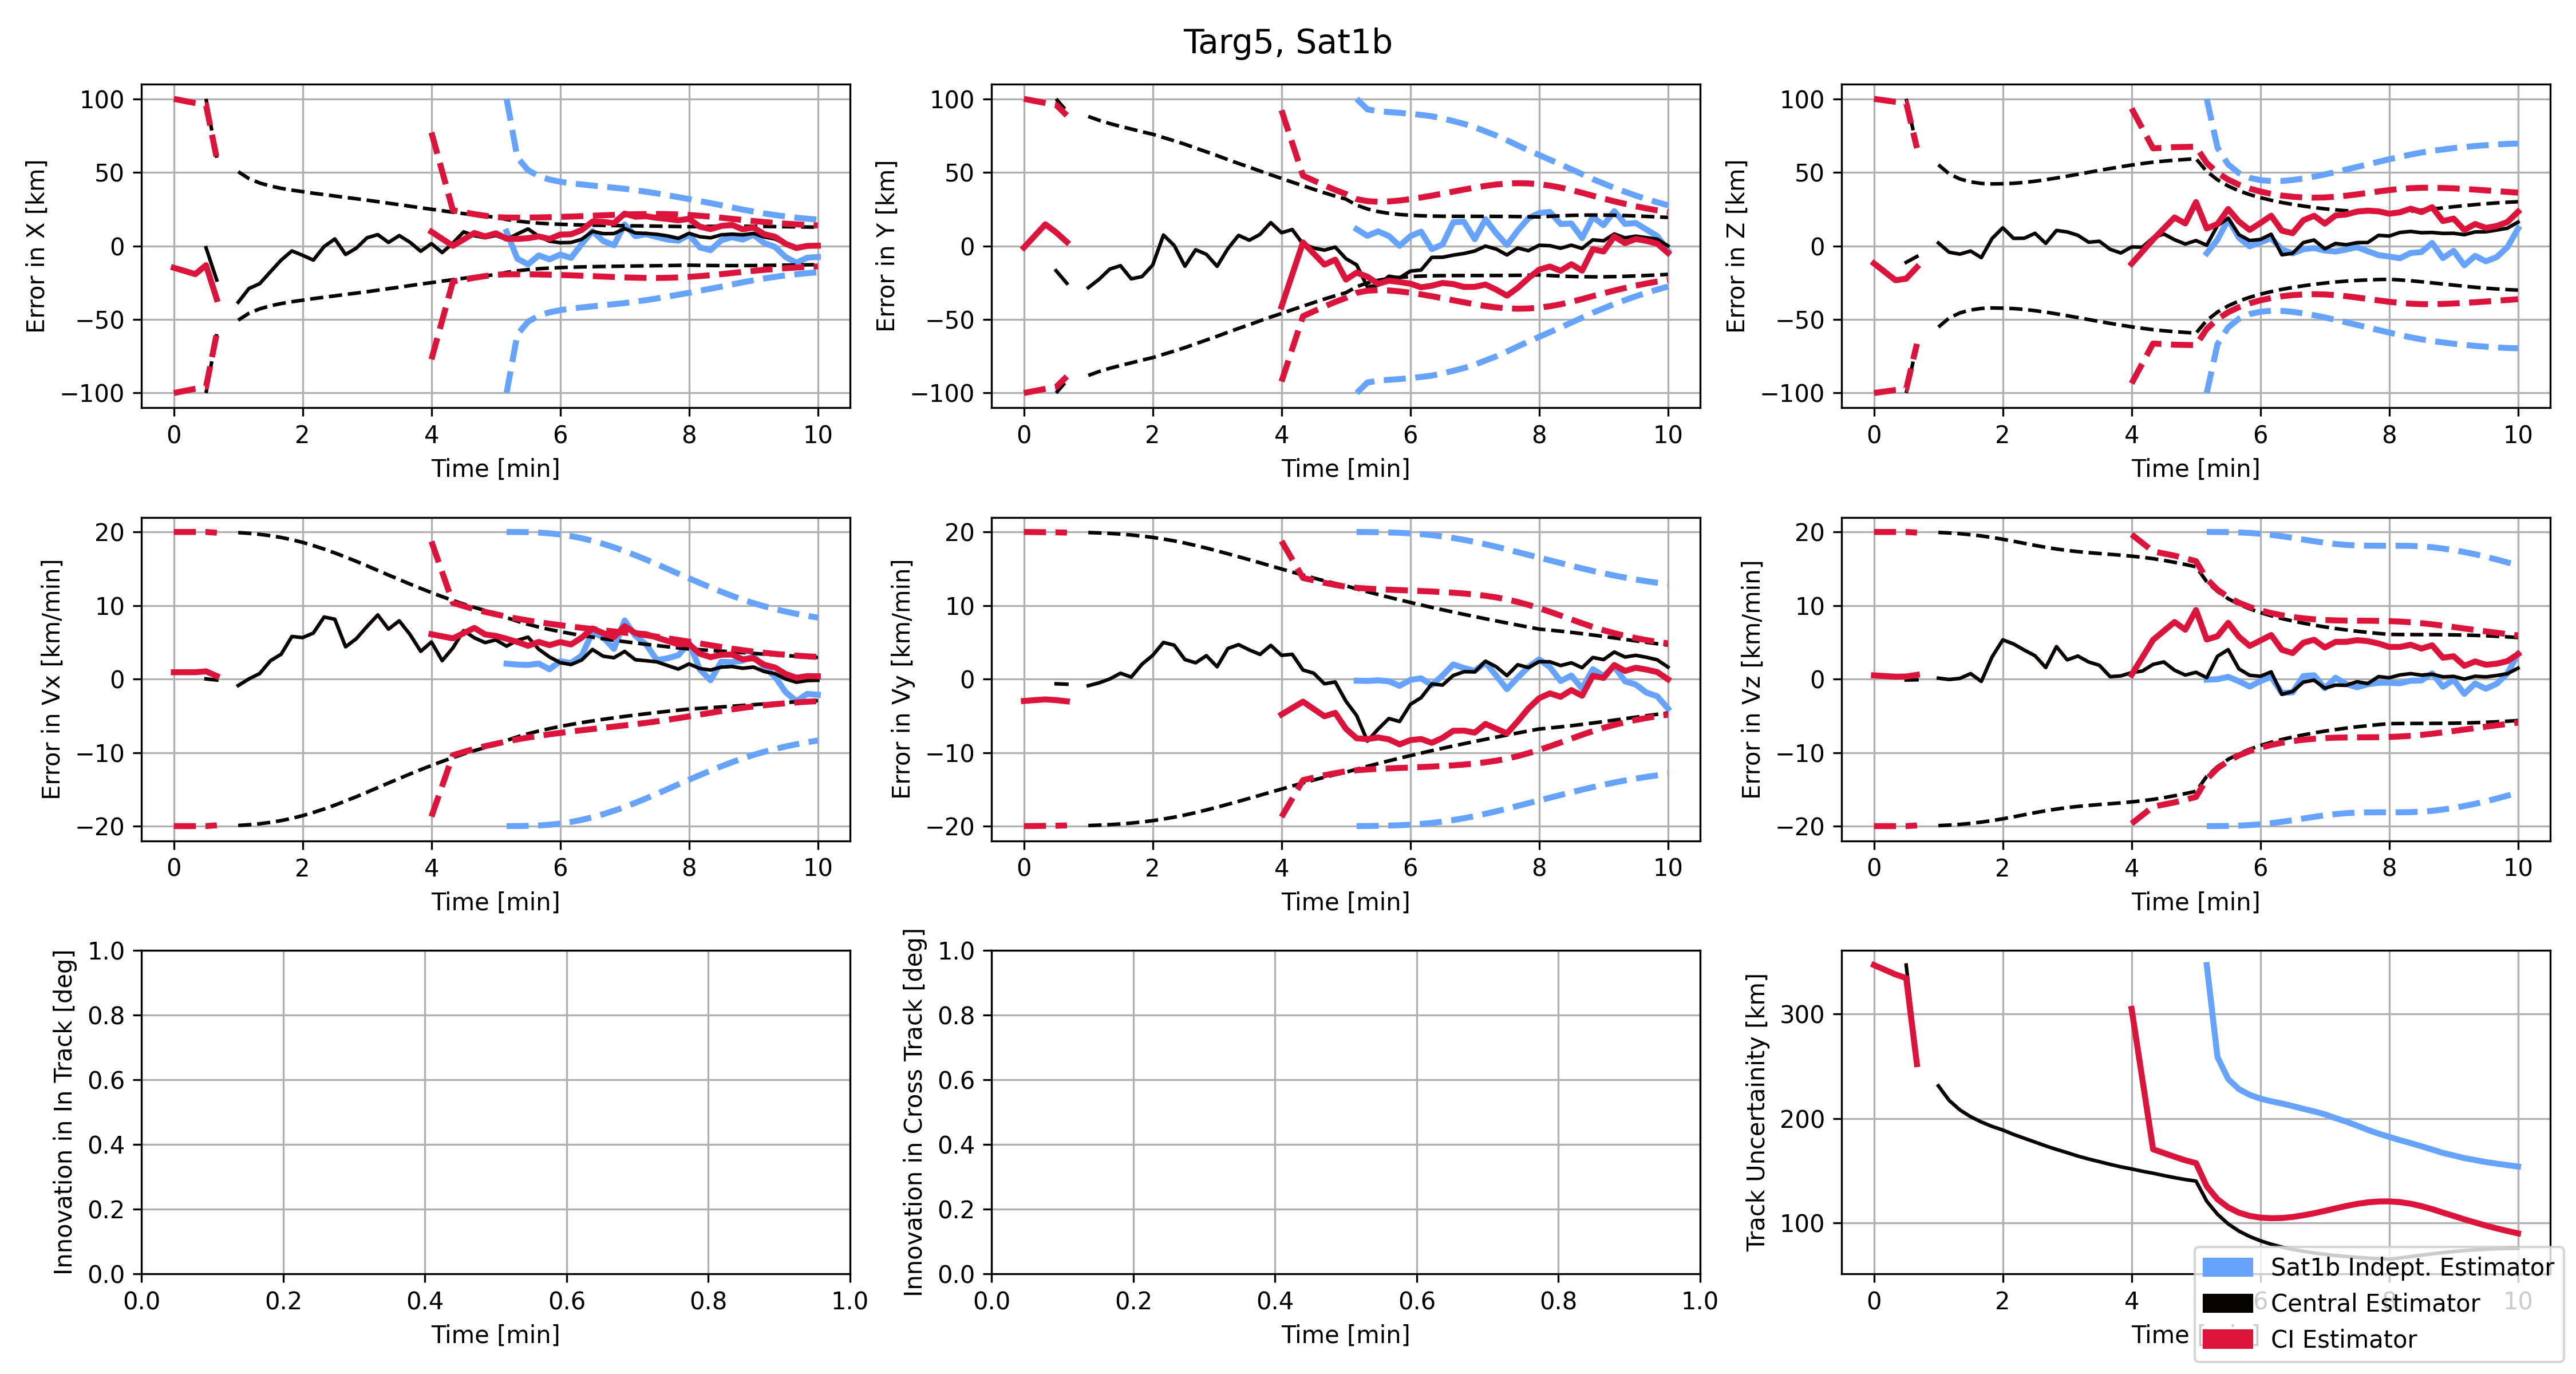 Targ5, Sat1b
Error in X [km]
100
50
0
−50
−100
0 2 4 6 8 10
Time [min]
Error in Y [km]
100
50
0
−50
−100
0 2 4 6 8 10
Time [min]
Error in Z [km]
100
50
0
−50
−100
0 2 4 6 8 10
Time [min]
Error in Vx [km/min]
20
10
0
−10
−20
0 2 4 6 8 10
Time [min]
Error in Vy [km/min]
20
10
0
−10
−20
0 2 4 6 8 10
Time [min]
Error in Vz [km/min]
20
10
0
−10
−20
0 2 4 6 8 10
Time [min]
Innovation in In Track [deg]
1.0
0.8
0.6
0.4
0.2
0.0
0.0 0.2 0.4 0.6 0.8 1.0
Time [min]
Innovation in Cross Track [deg]
1.0
0.8
0.6
0.4
0.2
0.0
0.0 0.2 0.4 0.6 0.8 1.0
Time [min]
Track Uncertainity [km]
300
200
100
0 2 4 6 10
Time
Sat1b Indept. Estimator
Central Estimator
CI Estimator